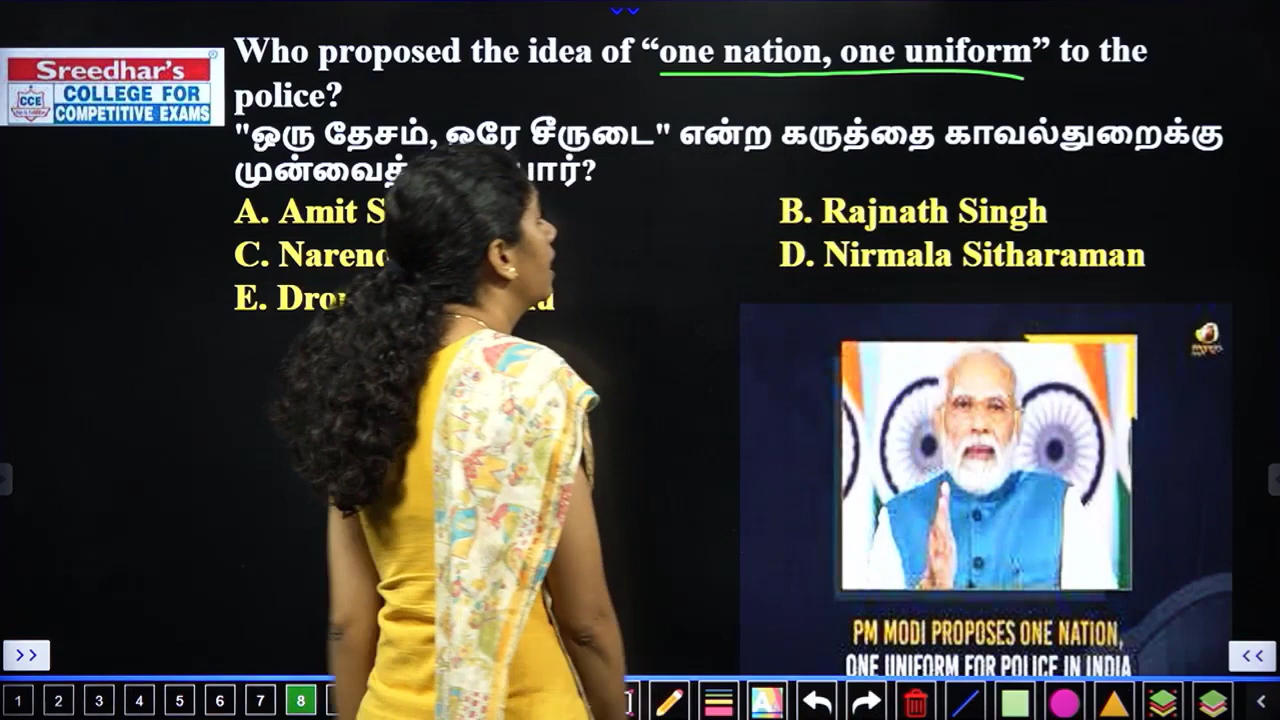 Sreedhar's
CCE
COLLEGE FOR
COMPETITIVE EXAMS
Who proposed the idea of “one nation, one uniform” to the
police?
"ஒரு தேசம், ஒரே சீருடை" என்ற கருத்தை காவல்துறைக்கு
A. Amit
B. Rajnath Singh
C.
D. Nirmala Sitharaman
E.
PM MODI PROPOSES ONE NATION,
ONE UNIFORM FOR POLICE IN INDIA
>>
<<
1 2 3 4 5 6 7 8